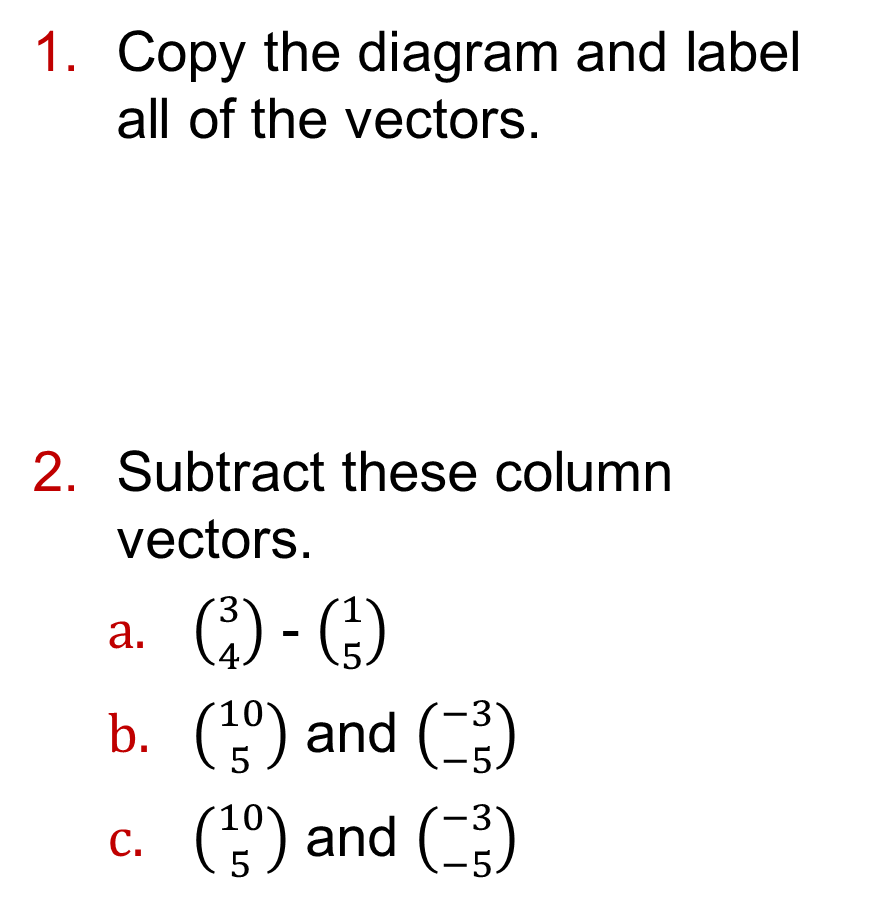 1. Copy the diagram and label
all of the vectors.
2. Subtract these column
vectors.
a. (3 4) - (1 5)
b. (10 5) and (−3 −5)
c. (10 5) and (−3 −5)